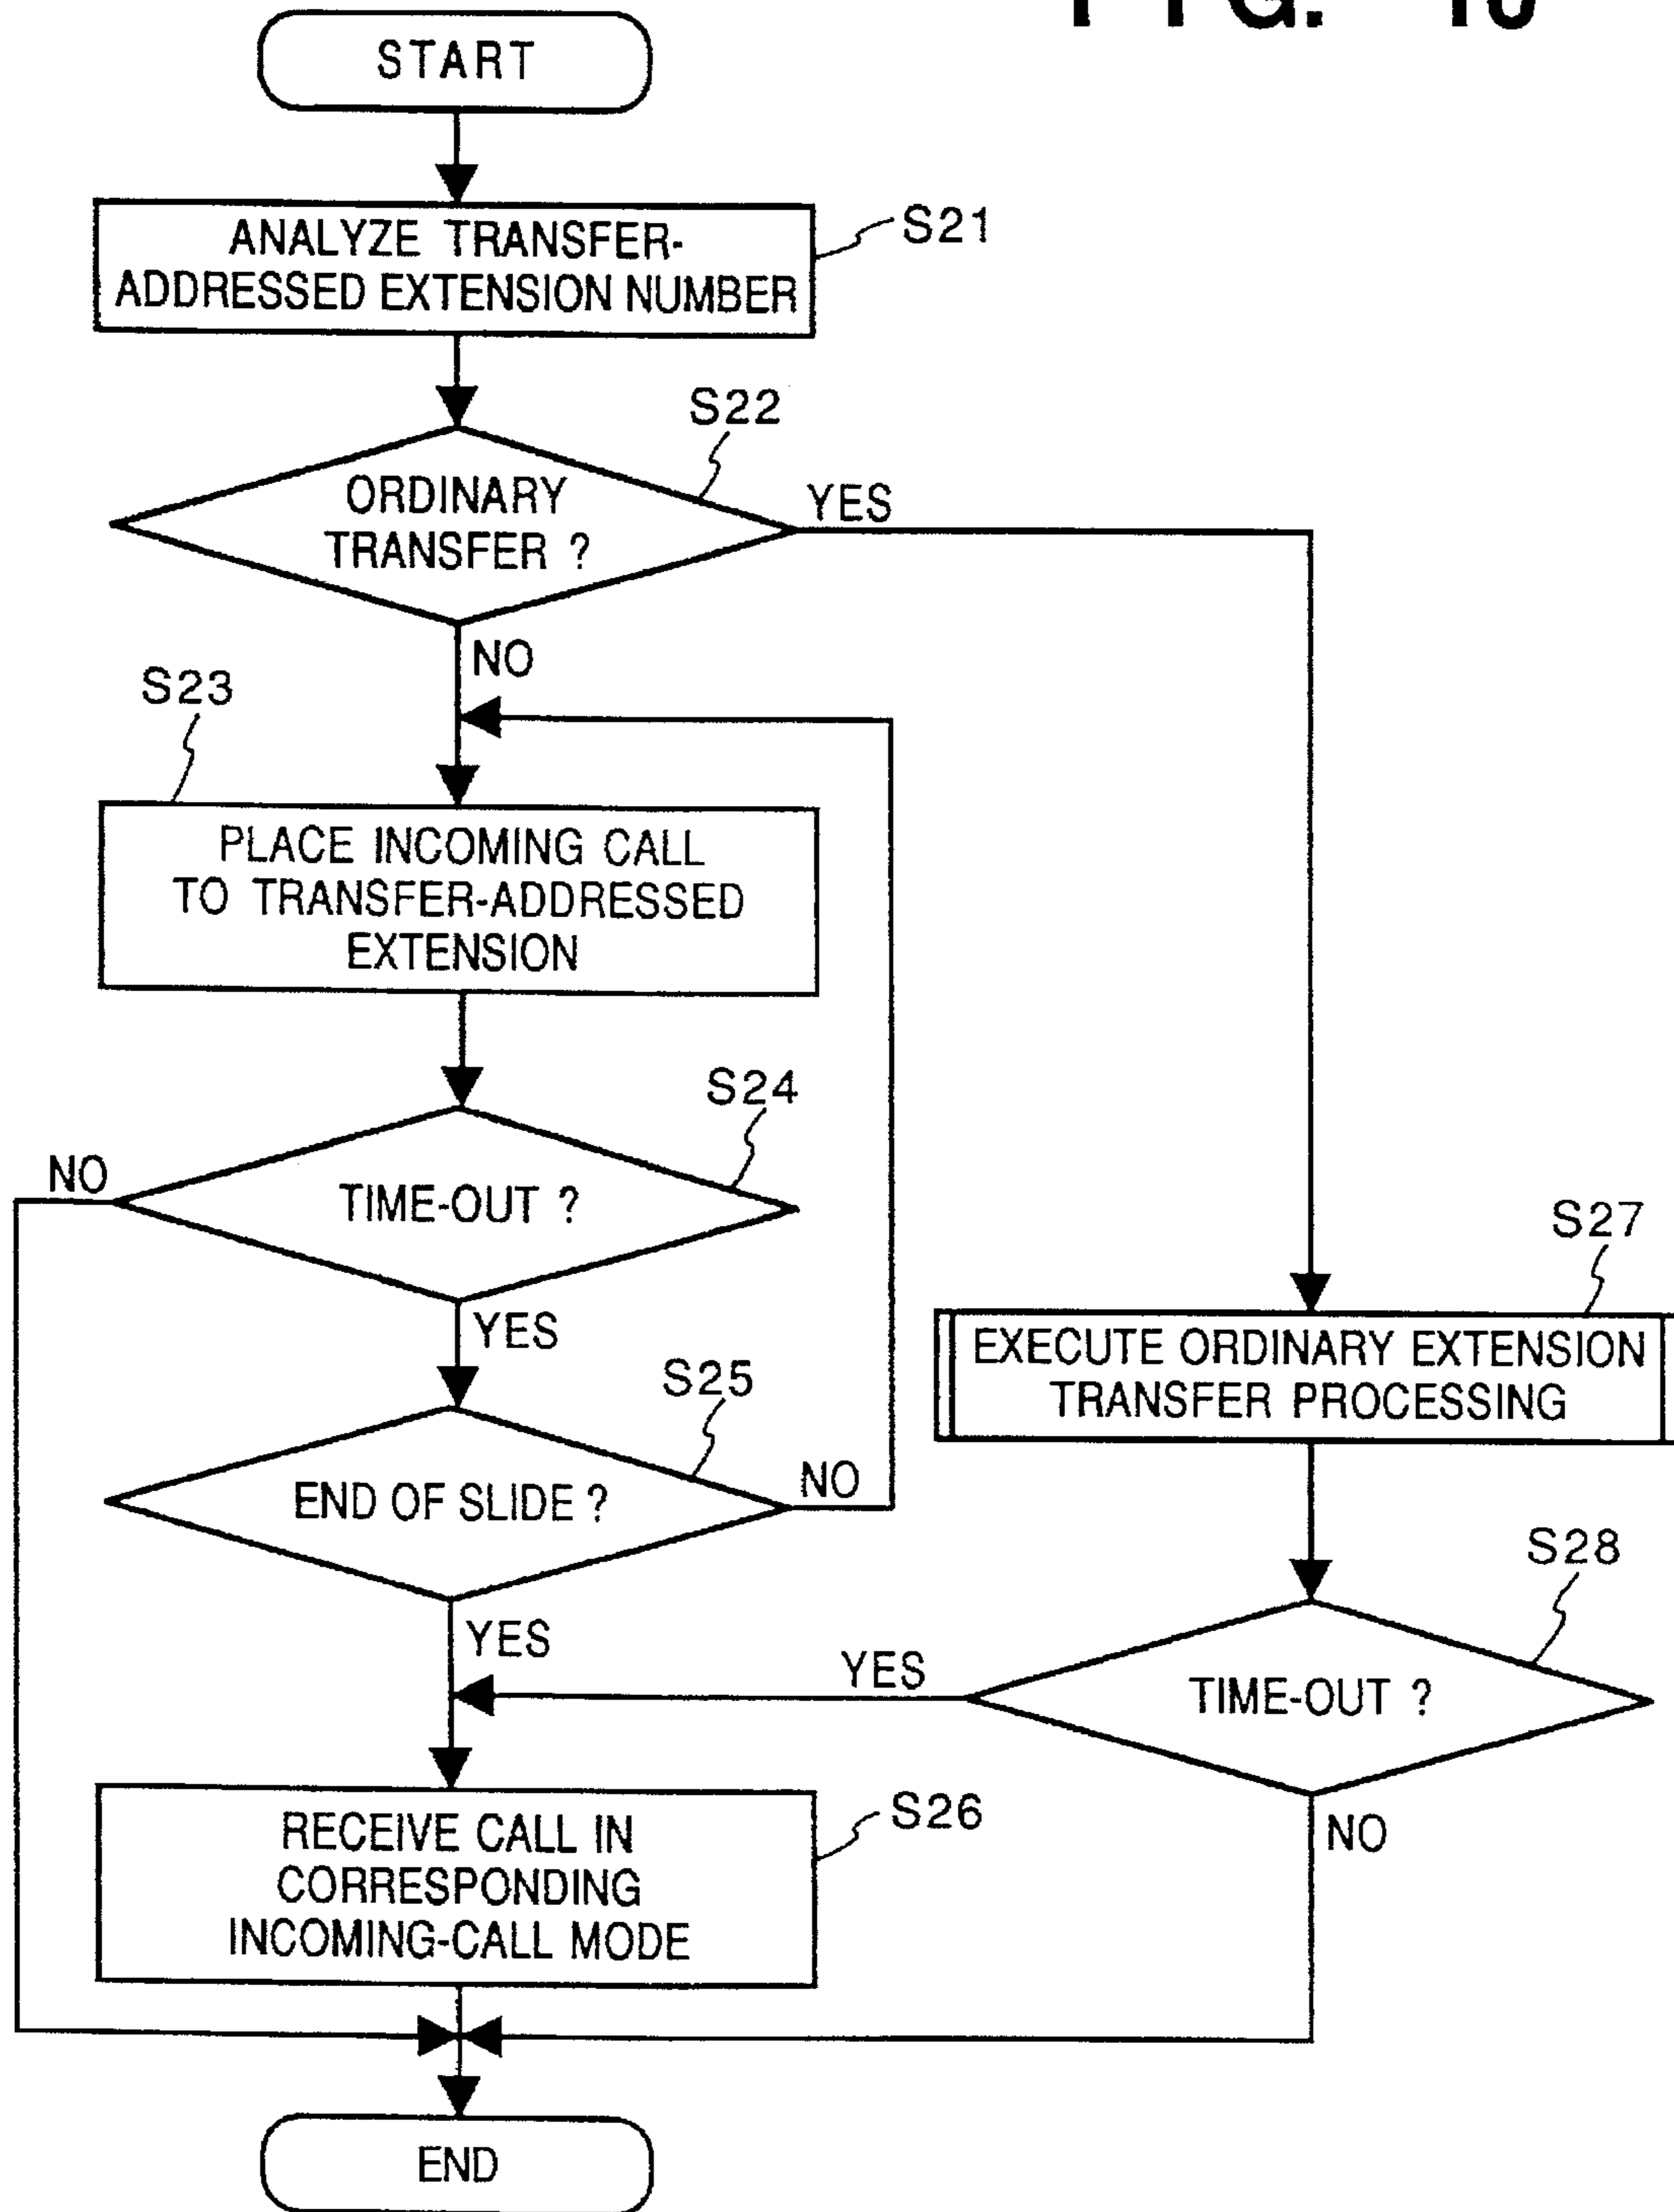 START
ANALYZE TRANSFER-
ADDRESSED EXTENSION NUMBER
S21
S22
ORDINARY
TRANSFER ?
YES
NO
S23
PLACE INCOMING CALL
TO TRANSFER-ADDRESSED
EXTENSION
S24
NO
TIME-OUT ?
YES
S25
END OF SLIDE ?
NO
YES
S27
EXECUTE ORDINARY EXTENSION
TRANSFER PROCESSING
S28
YES
TIME-OUT ?
NO
RECEIVE CALL IN
CORRESPONDING
INCOMING-CALL MODE
S26
END